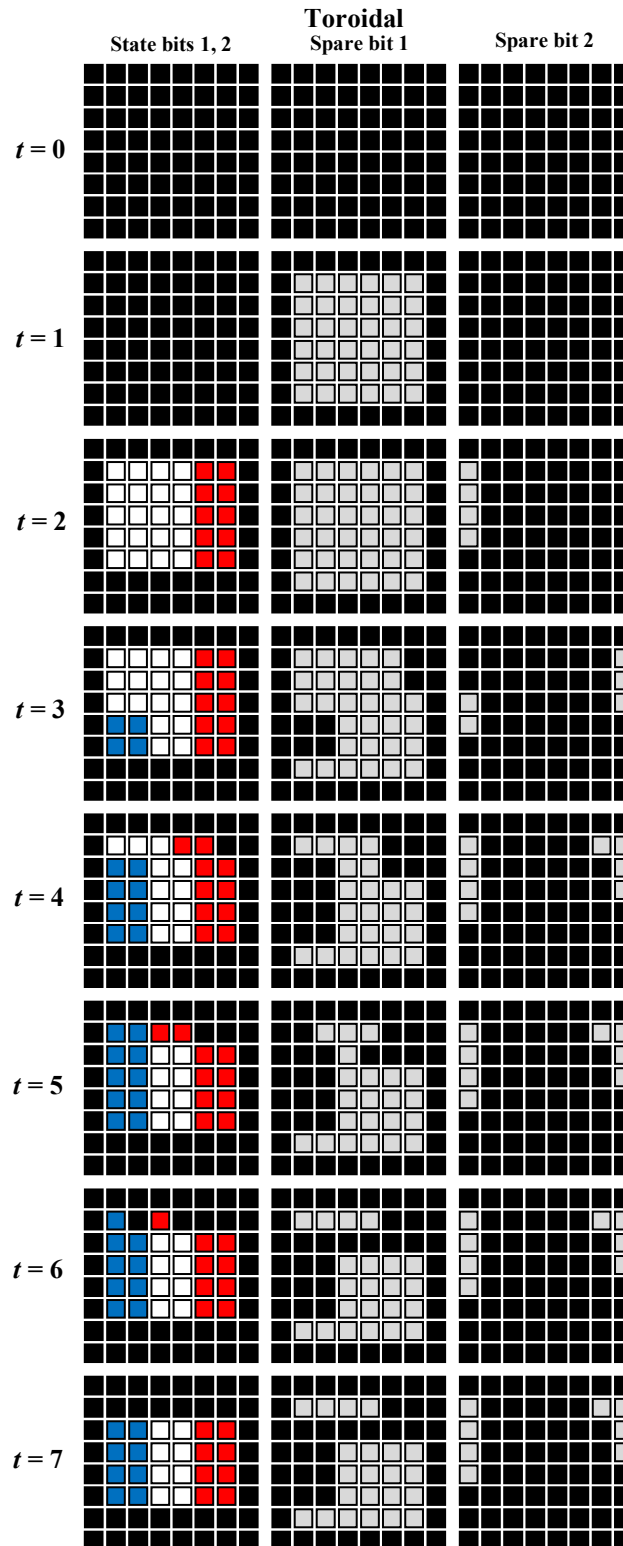 Toroidal
State bits 1, 2 Spare bit 1 Spare bit 2
t = 0
t = 1
t = 2
t = 3
t = 4
t = 5
t = 6
t = 7